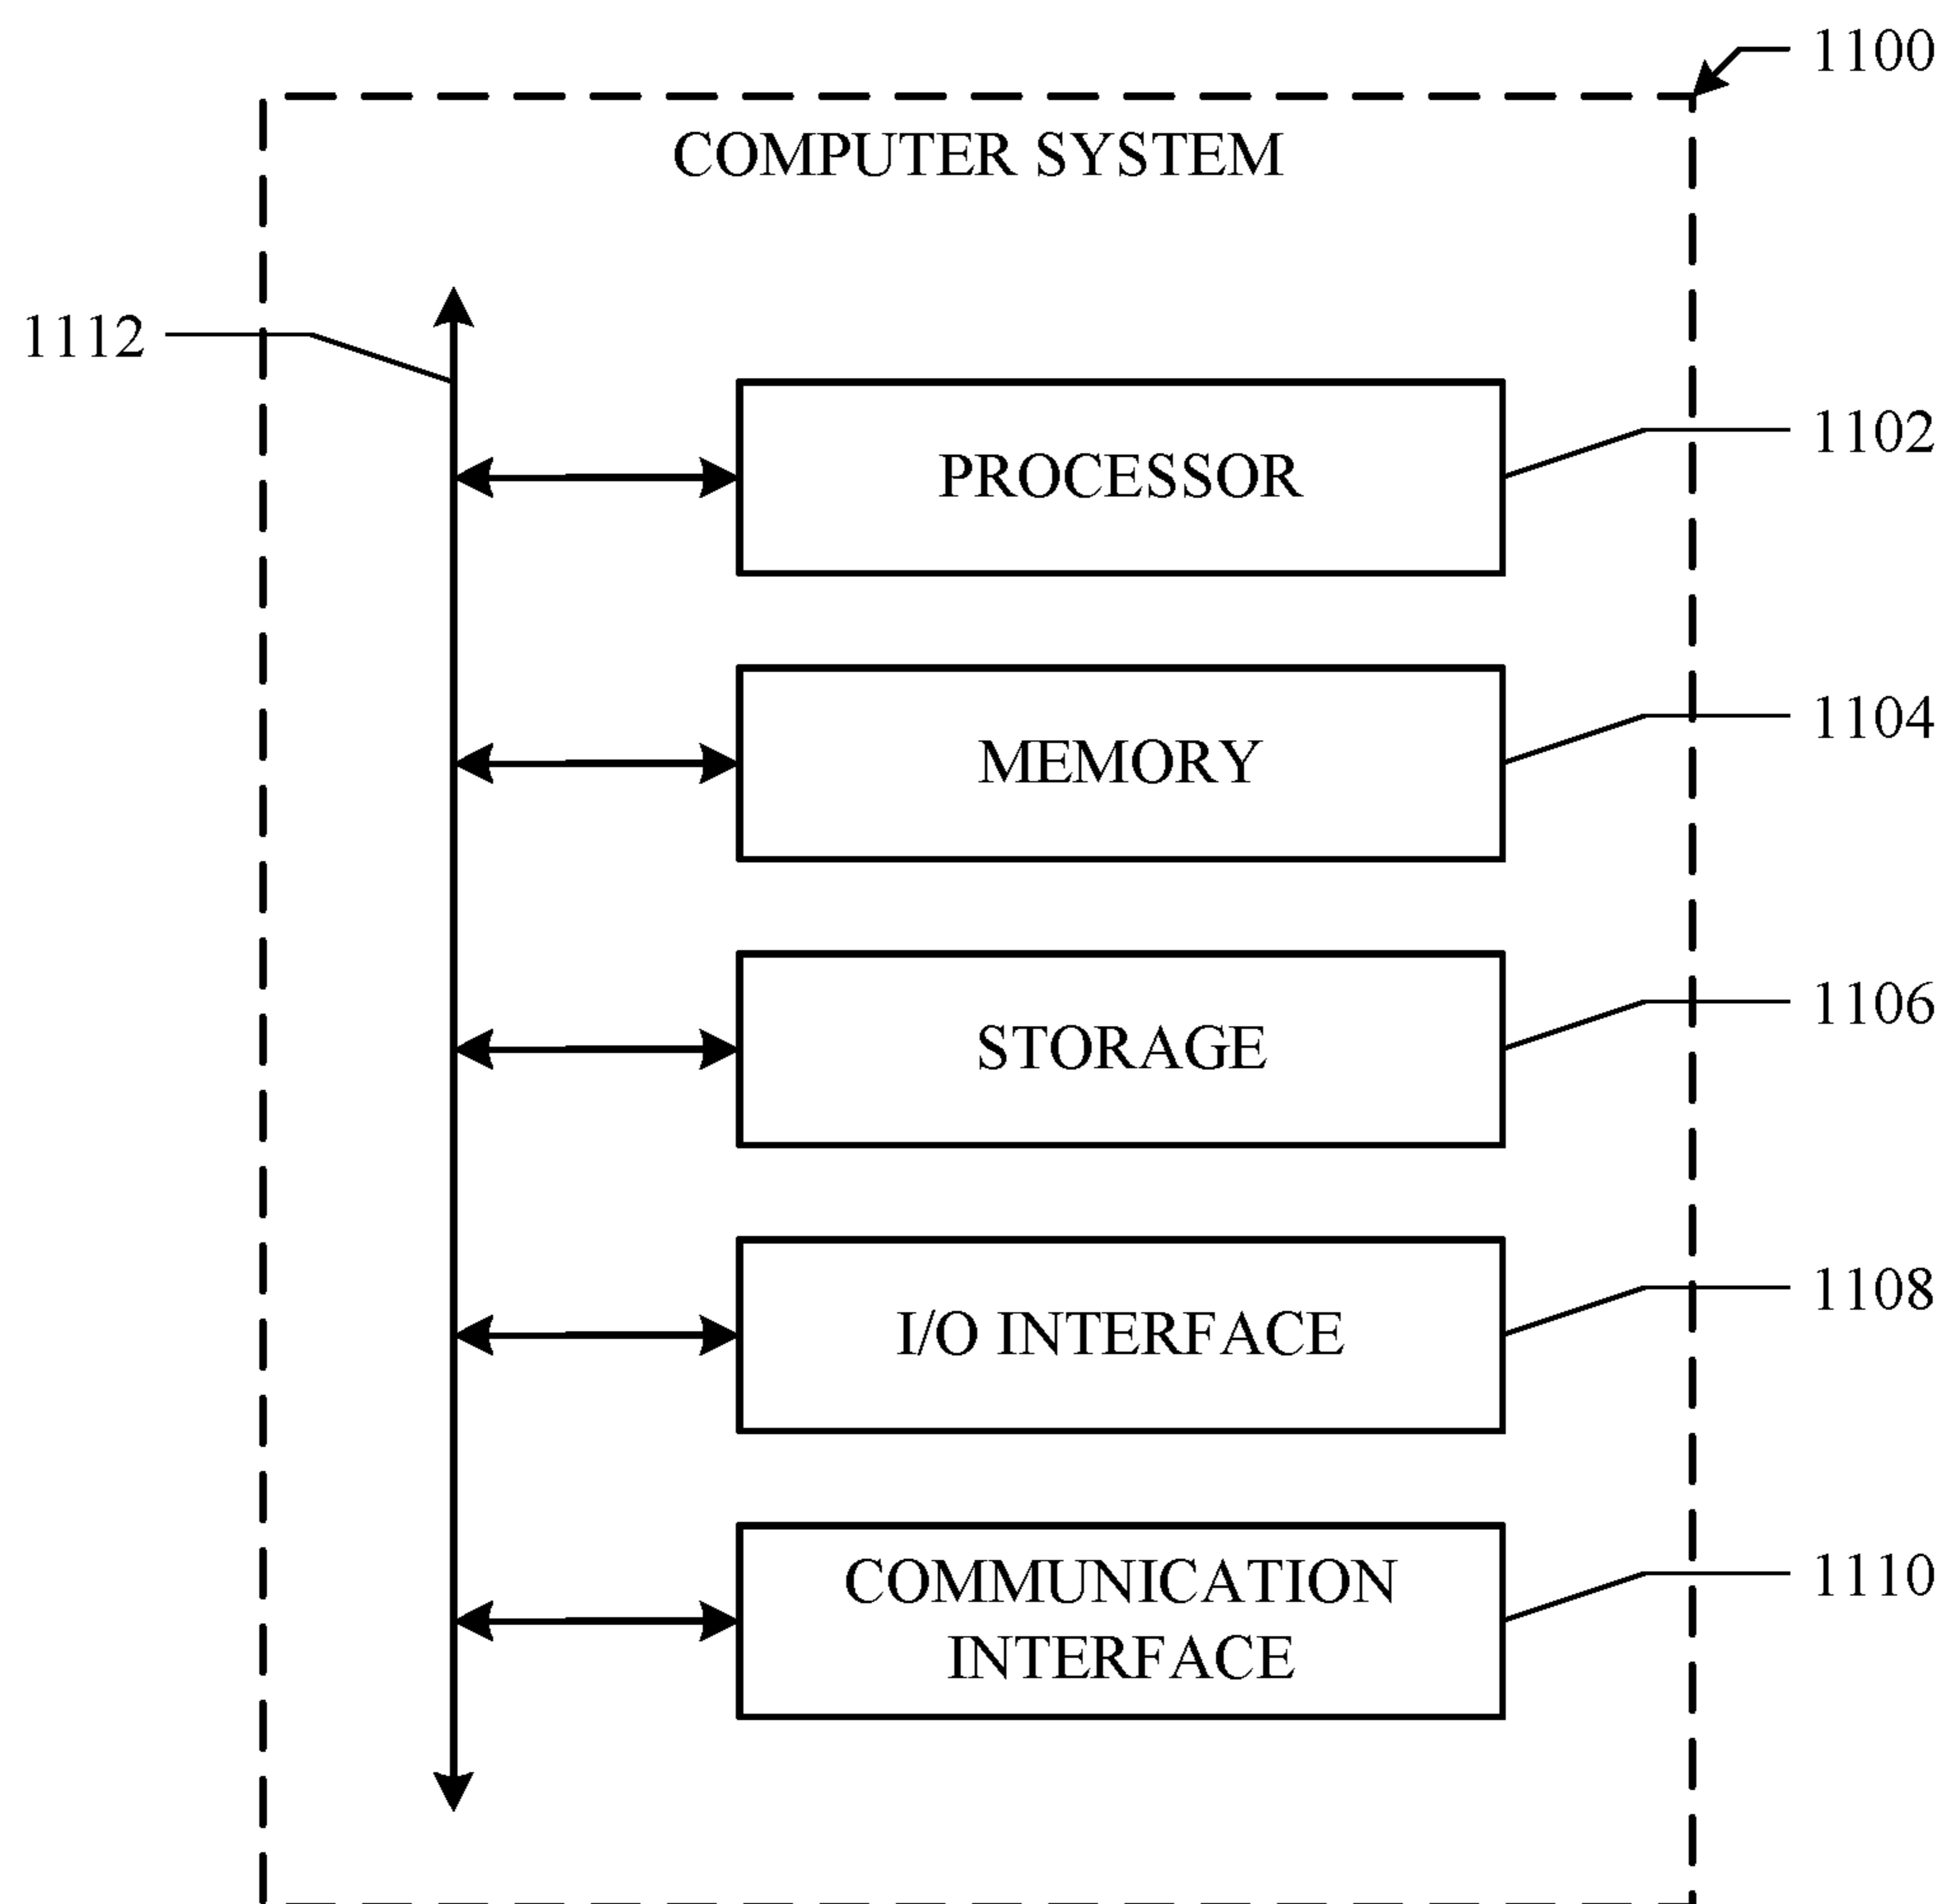 1100
COMPUTER SYSTEM
1112
1102
PROCESSOR
1104
MEMORY
1106
STORAGE
1108
I/O INTERFACE
1110
COMMUNICATION
INTERFACE